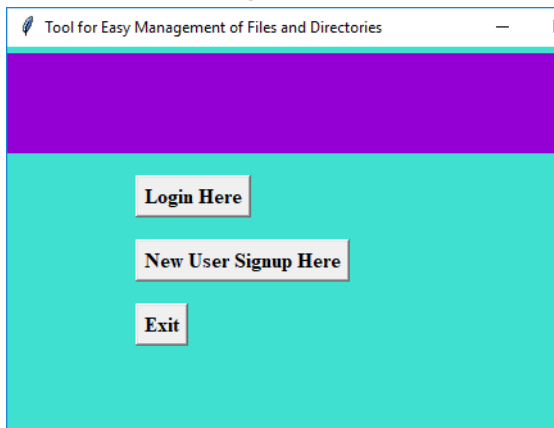 Tool for Easy Management of Files and Directories
Login Here
New User Signup Here
Exit